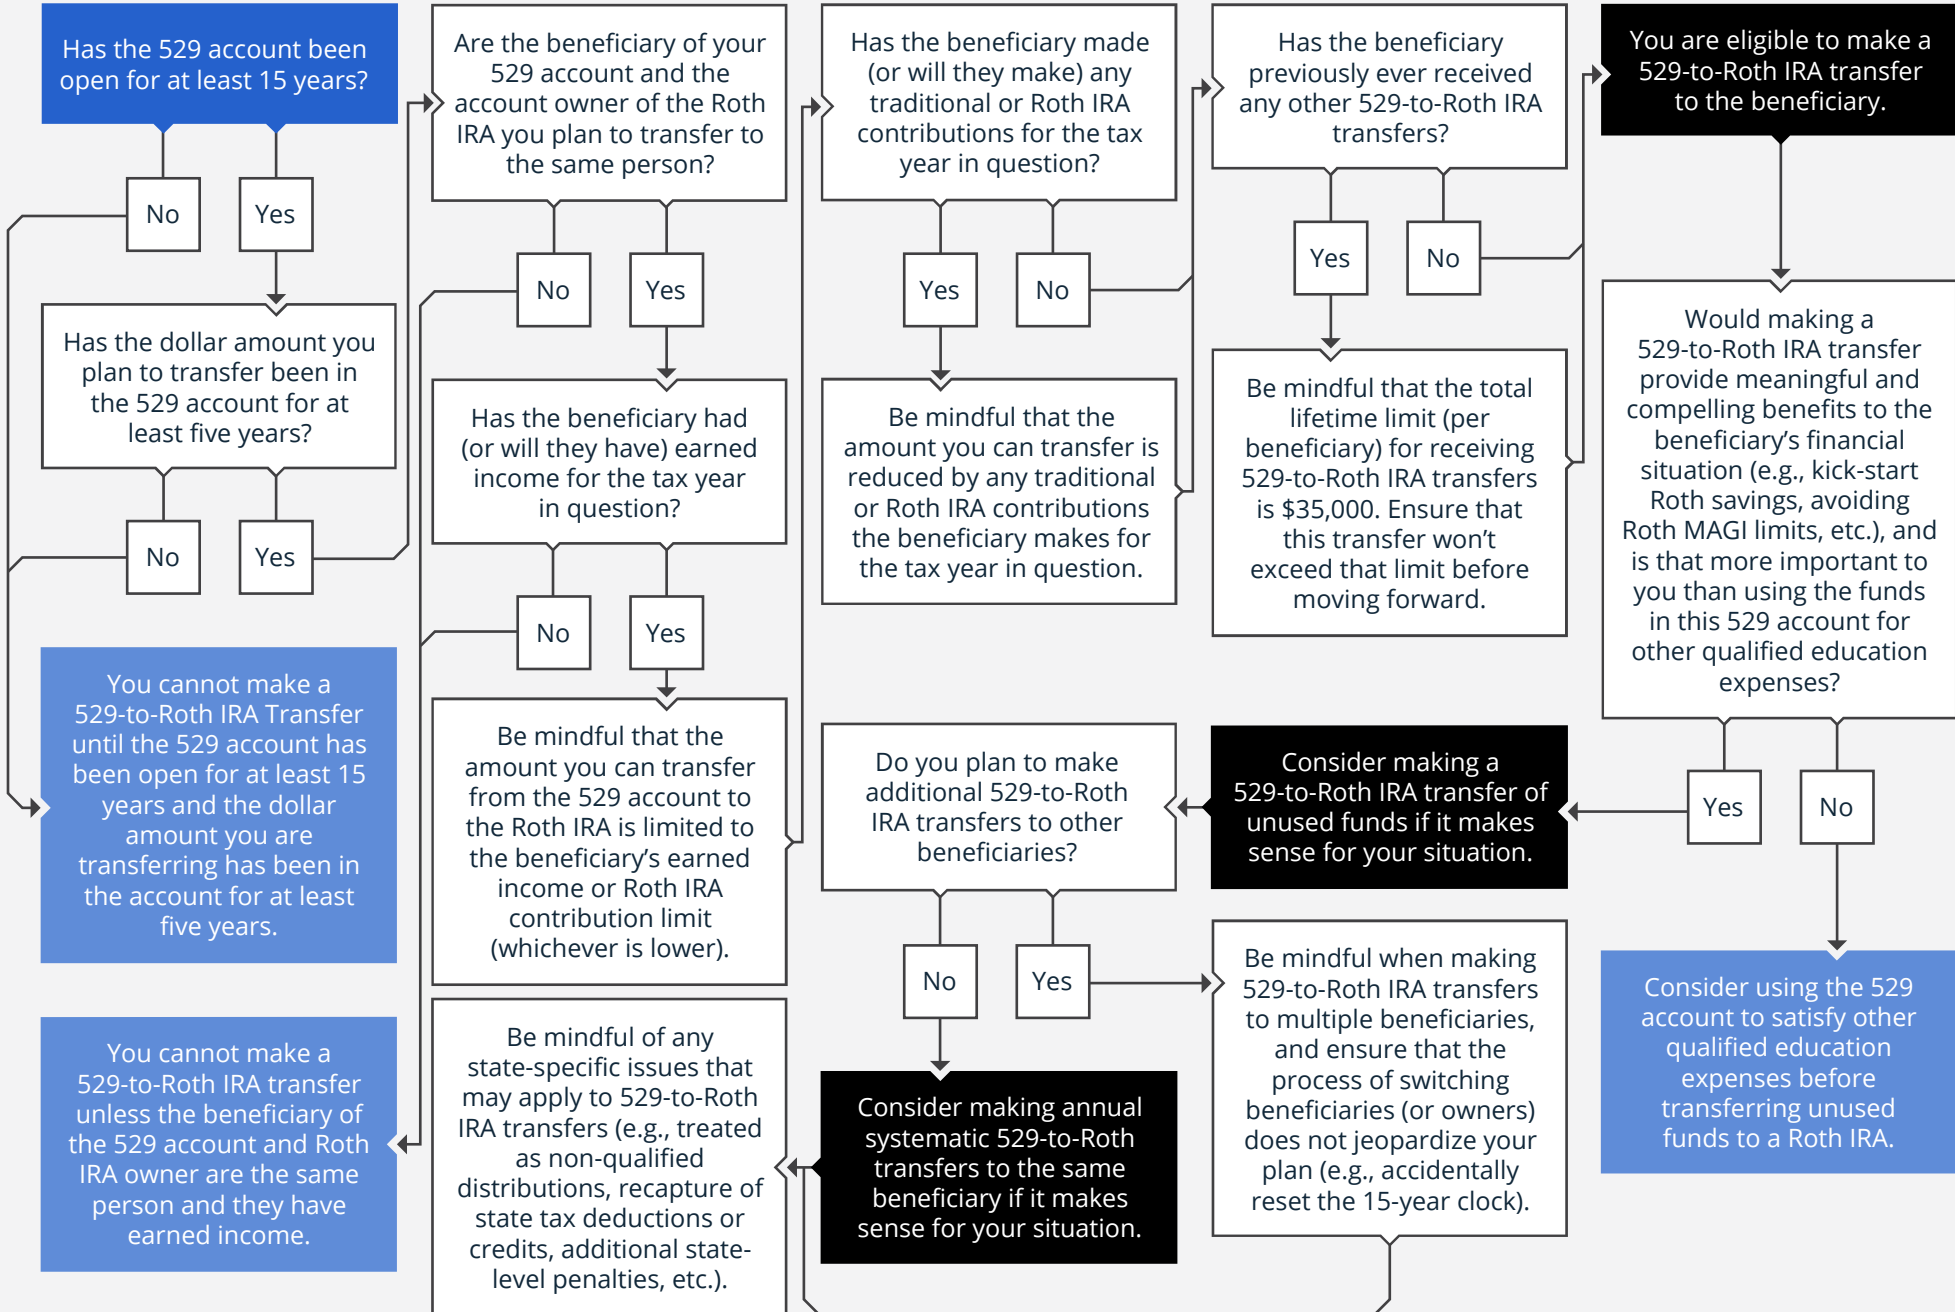 Has the 529 account been
open for at least 15 years?
No
Yes
Has the dollar amount you
plan to transfer been in
the 529 account for at
least five years?
No
Yes
You cannot make a
529-to-Roth IRA Transfer
until the 529 account has
been open for at least 15
years and the dollar
amount you are
transferring has been in
the account for at least
five years.
You cannot make a
529-to-Roth IRA transfer
unless the beneficiary of
the 529 account and Roth
IRA owner are the same
person and they have
earned income.
Are the beneficiary of your
529 account and the
account owner of the Roth
IRA you plan to transfer to
the same person?
No
Yes
Has the beneficiary had
(or will they have) earned
income for the tax year
in question?
No
Yes
Be mindful that the
amount you can transfer
from the 529 account to
the Roth IRA is limited to
the beneficiary's earned
income or Roth IRA
contribution limit
(whichever is lower).
Be mindful of any
state-specific issues that
may apply to 529-to-Roth
IRA transfers (e.g., treated
as non-qualified
distributions, recapture of
state tax deductions or
credits, additional state-
level penalties, etc.).
Has the beneficiary made
(or will they make) any
traditional or Roth IRA
contributions for the tax
year in question?
Yes
No
Be mindful that the
amount you can transfer is
reduced by any traditional
or Roth IRA contributions
the beneficiary makes for
the tax year in question.
Has the beneficiary
previously ever received
any other 529-to-Roth IRA
transfers?
Yes
No
Be mindful that the total
lifetime limit (per
beneficiary) for receiving
529-to-Roth IRA transfers
is $35,000. Ensure that
this transfer won't
exceed that limit before
moving forward.
You are eligible to make a
529-to-Roth IRA transfer
to the beneficiary.
Would making a
529-to-Roth IRA transfer
provide meaningful and
compelling benefits to the
beneficiary's financial
situation (e.g., kick-start
Roth savings, avoiding
Roth MAGI limits, etc.), and
is that more important to
you than using the funds
in this 529 account for
other qualified education
expenses?
Yes
No
Consider using the 529
account to satisfy other
qualified education
expenses before
transferring unused
funds to a Roth IRA.
Consider making a
529-to-Roth IRA transfer of
unused funds if it makes
sense for your situation.
Do you plan to make
additional 529-to-Roth
IRA transfers to other
beneficiaries?
No
Yes
Consider making annual
systematic 529-to-Roth
transfers to the same
beneficiary if it makes
sense for your situation.
Be mindful when making
529-to-Roth IRA transfers
to multiple beneficiaries,
and ensure that the
process of switching
beneficiaries (or owners)
does not jeopardize your
plan (e.g., accidentally
reset the 15-year clock).